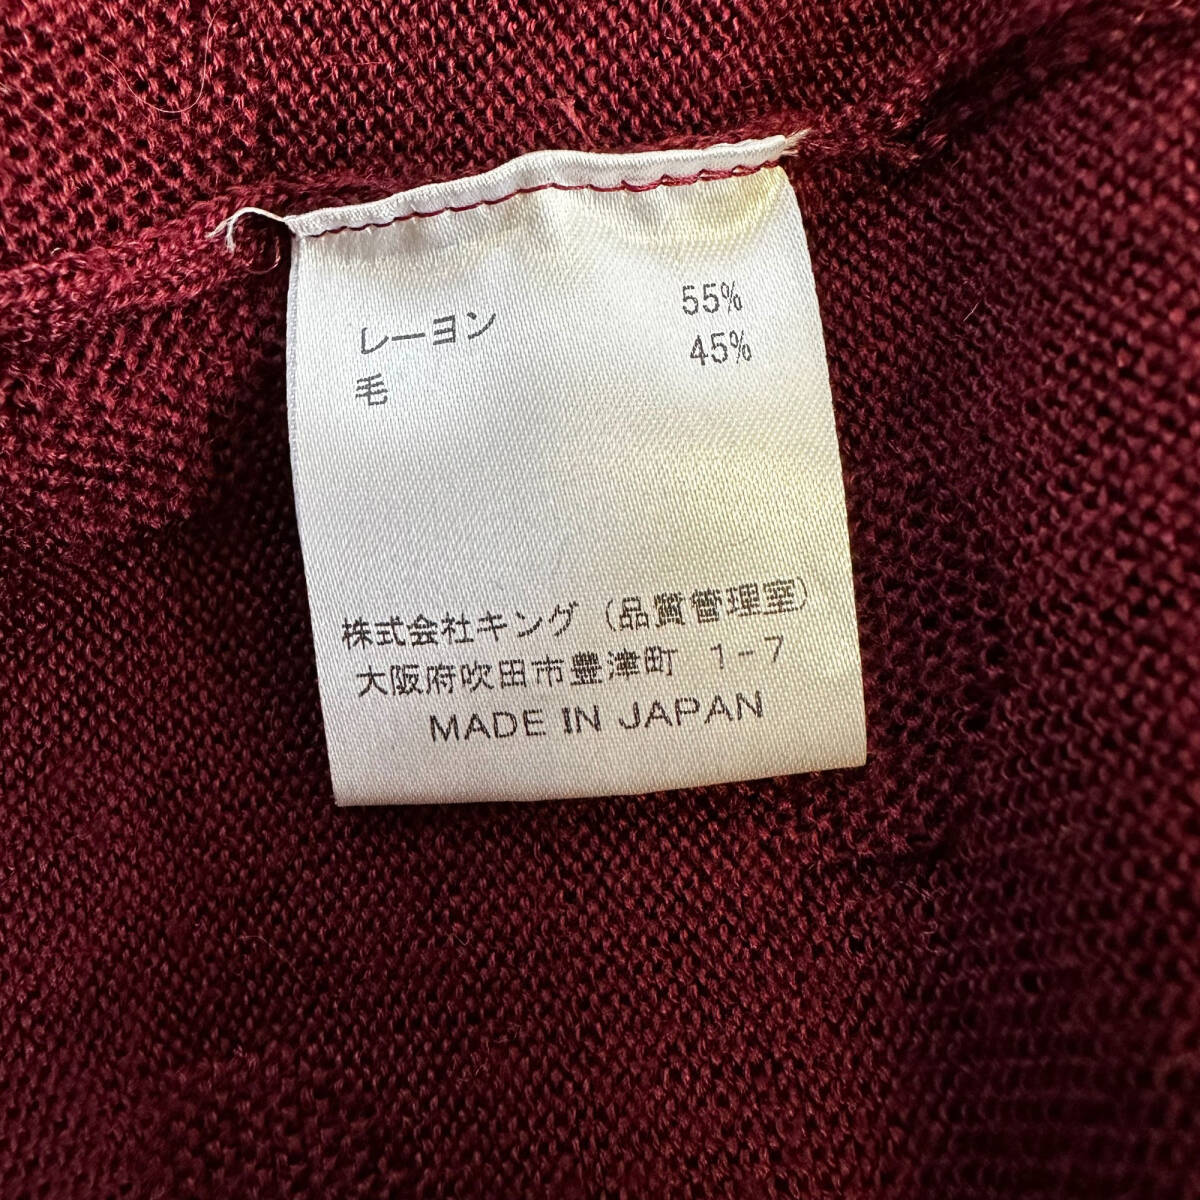 レーヨン 55%
毛 45%
株式会社キング（品質管理室）
大阪府吹田市豊津町 1-7
MADE IN JAPAN